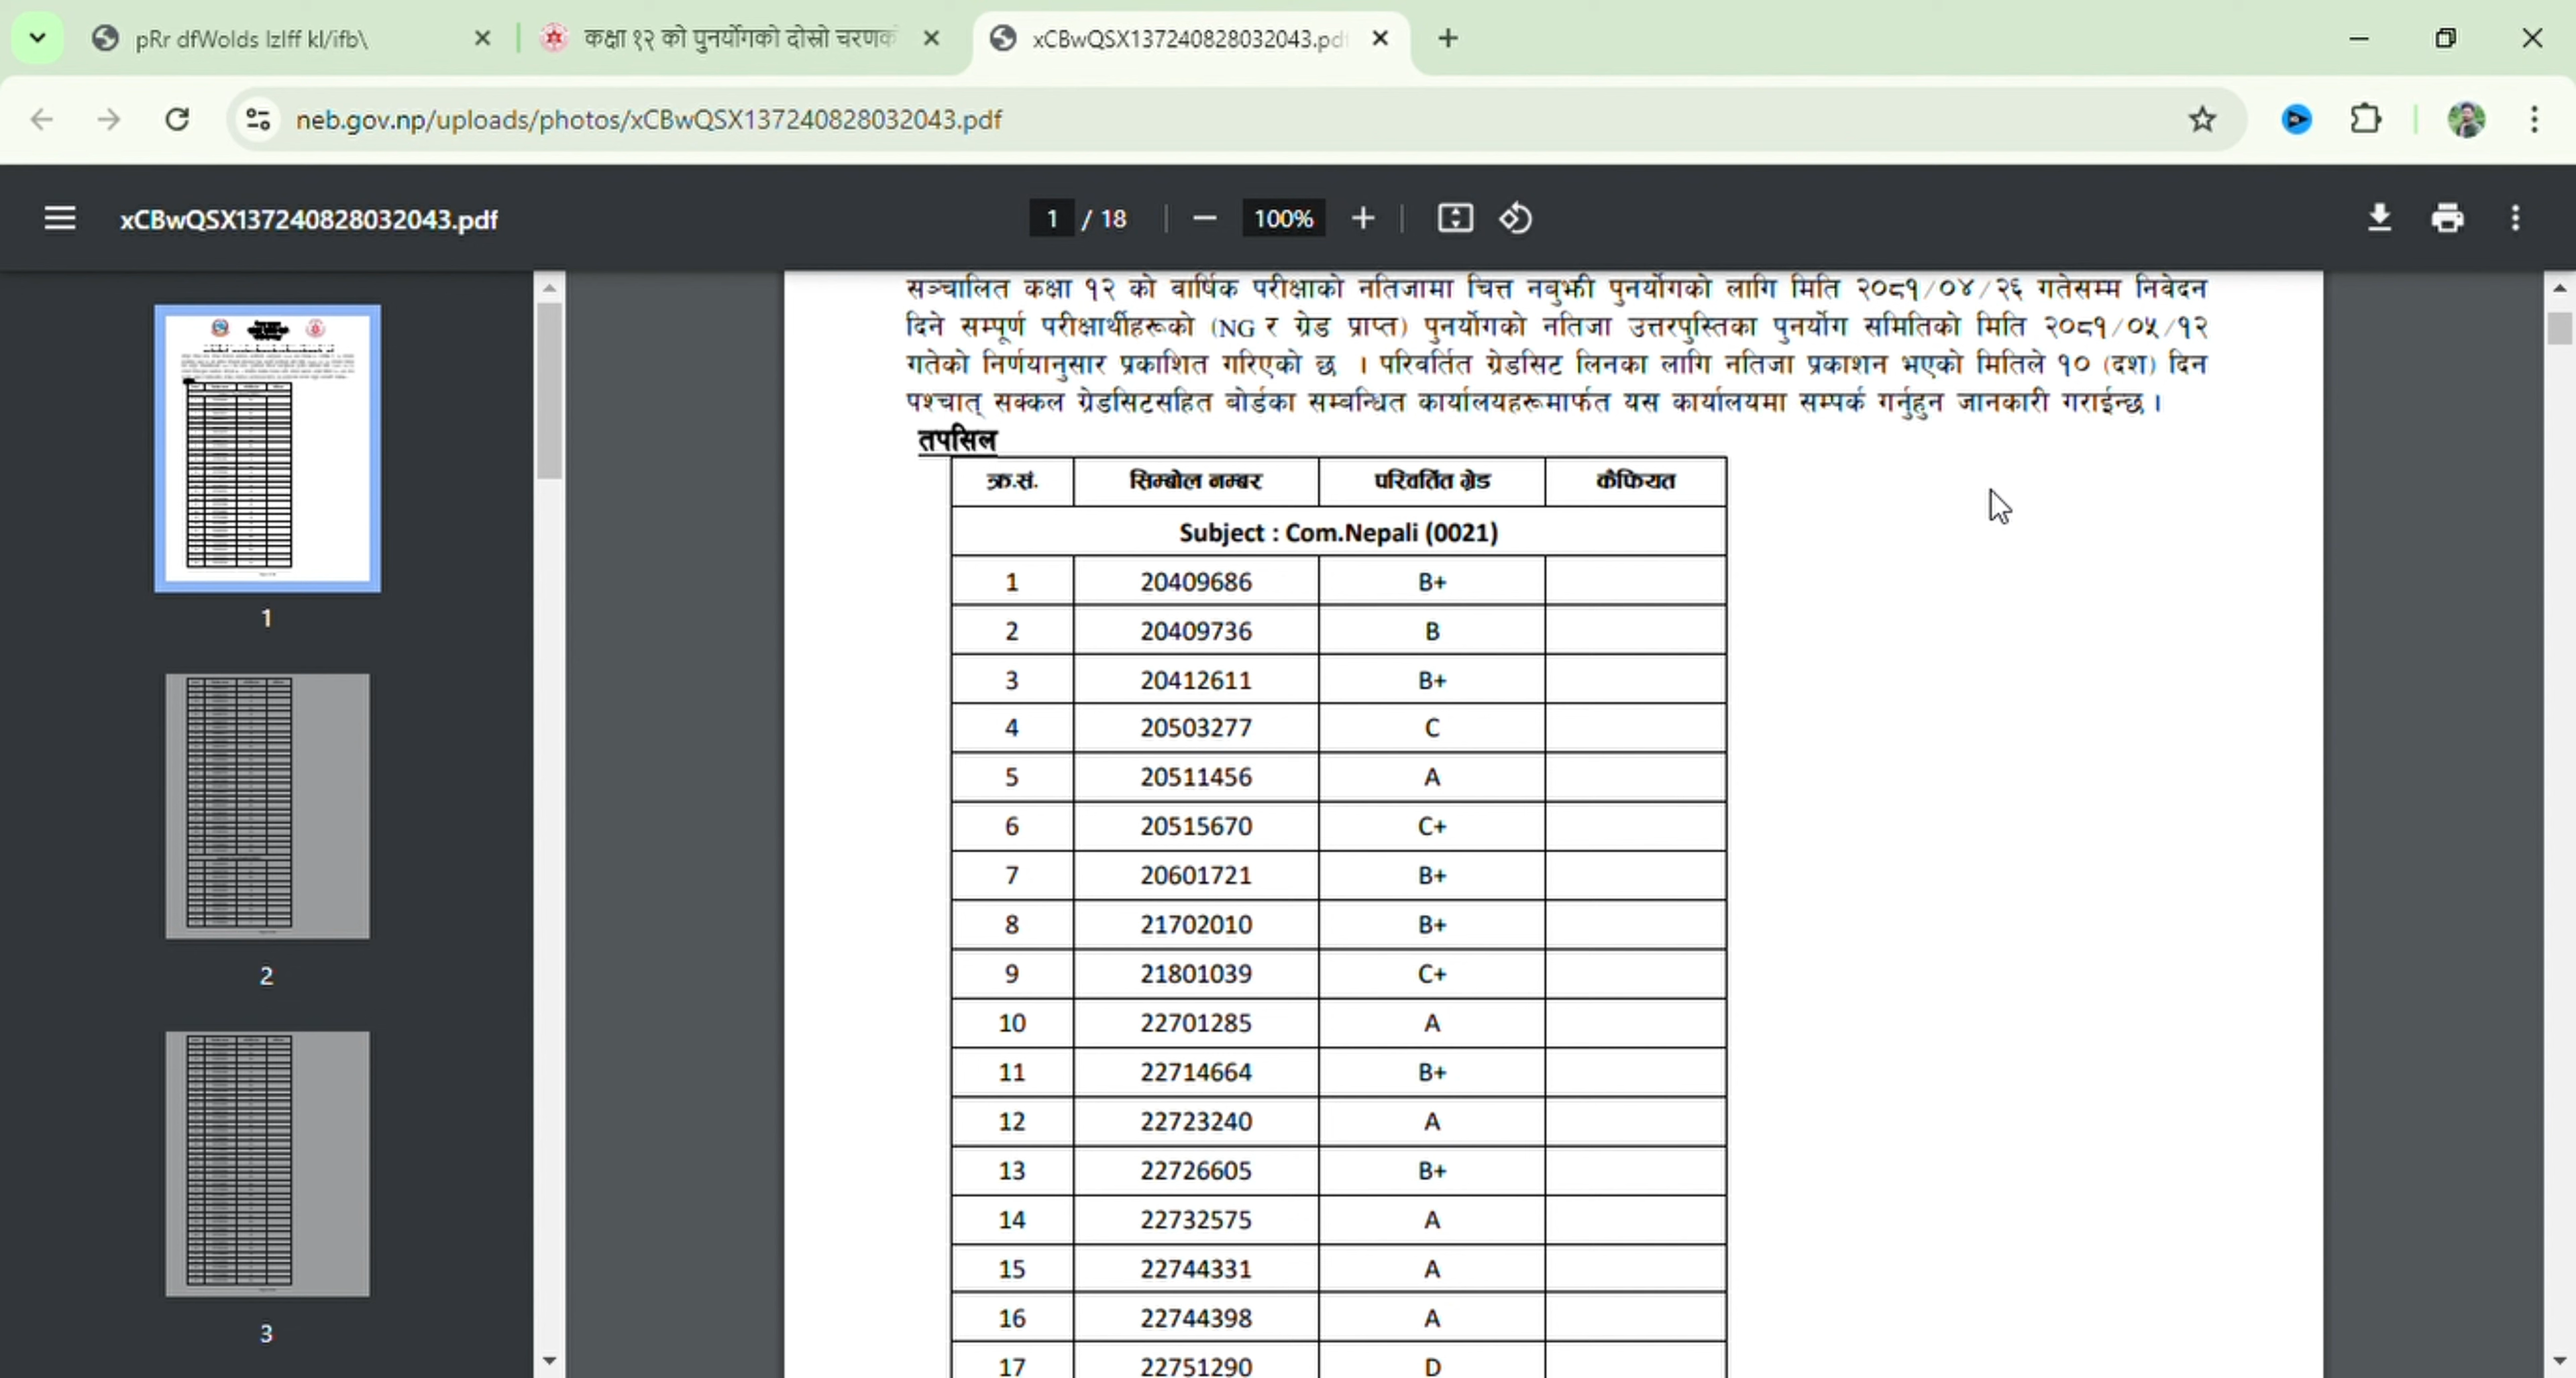 pRr dfWolds lzIff kl/ifb\
कक्षा १२ को पुनर्योगको दोस्रो चरणको
xCBwQSX137240828032043.pdf
neb.gov.np/uploads/photos/xCBwQSX137240828032043.pdf
xCBwQSX137240828032043.pdf
1 / 18
100%
1
2
3
सञ्चालित कक्षा १२ को वार्षिक परीक्षाको नतिजामा चित्त नबुझी पुनर्योगको लागि मिति २०८१/०४/२६ गतेसम्म निवेदन
दिने सम्पूर्ण परीक्षार्थीहरूको (NG र ग्रेड प्राप्त) पुनर्योगको नतिजा उत्तरपुस्तिका पुनर्योग समितिको मिति २०८१/०५/१२
गतेको निर्णयानुसार प्रकाशित गरिएको छ । परिवर्तित ग्रेडसिट लिनका लागि नतिजा प्रकाशन भएको मितिले १० (दश) दिन
पश्चात् सक्कल ग्रेडसिटसहित बोर्डका सम्बन्धित कार्यालयहरूमार्फत यस कार्यालयमा सम्पर्क गर्नुहुन जानकारी गराईन्छ ।
तपसिल
क्र.सं. सिम्बोल नम्बर परिवर्तित ग्रेड कैफियत
Subject : Com.Nepali (0021)
1 20409686 B+
2 20409736 B
3 20412611 B+
4 20503277 C
5 20511456 A
6 20515670 C+
7 20601721 B+
8 21702010 B+
9 21801039 C+
10 22701285 A
11 22714664 B+
12 22723240 A
13 22726605 B+
14 22732575 A
15 22744331 A
16 22744398 A
17 22751290 D